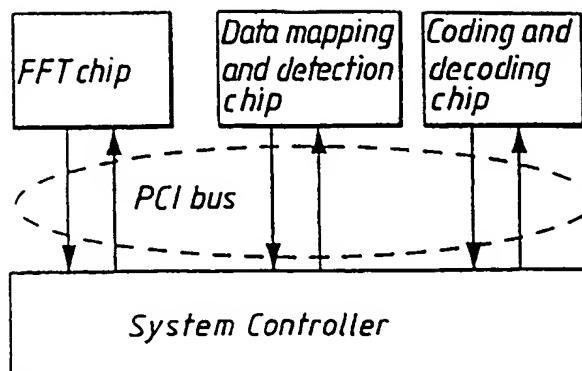 FFT chip
Data mapping
and detection
chip
Coding and
decoding
chip
PCI bus
System Controller